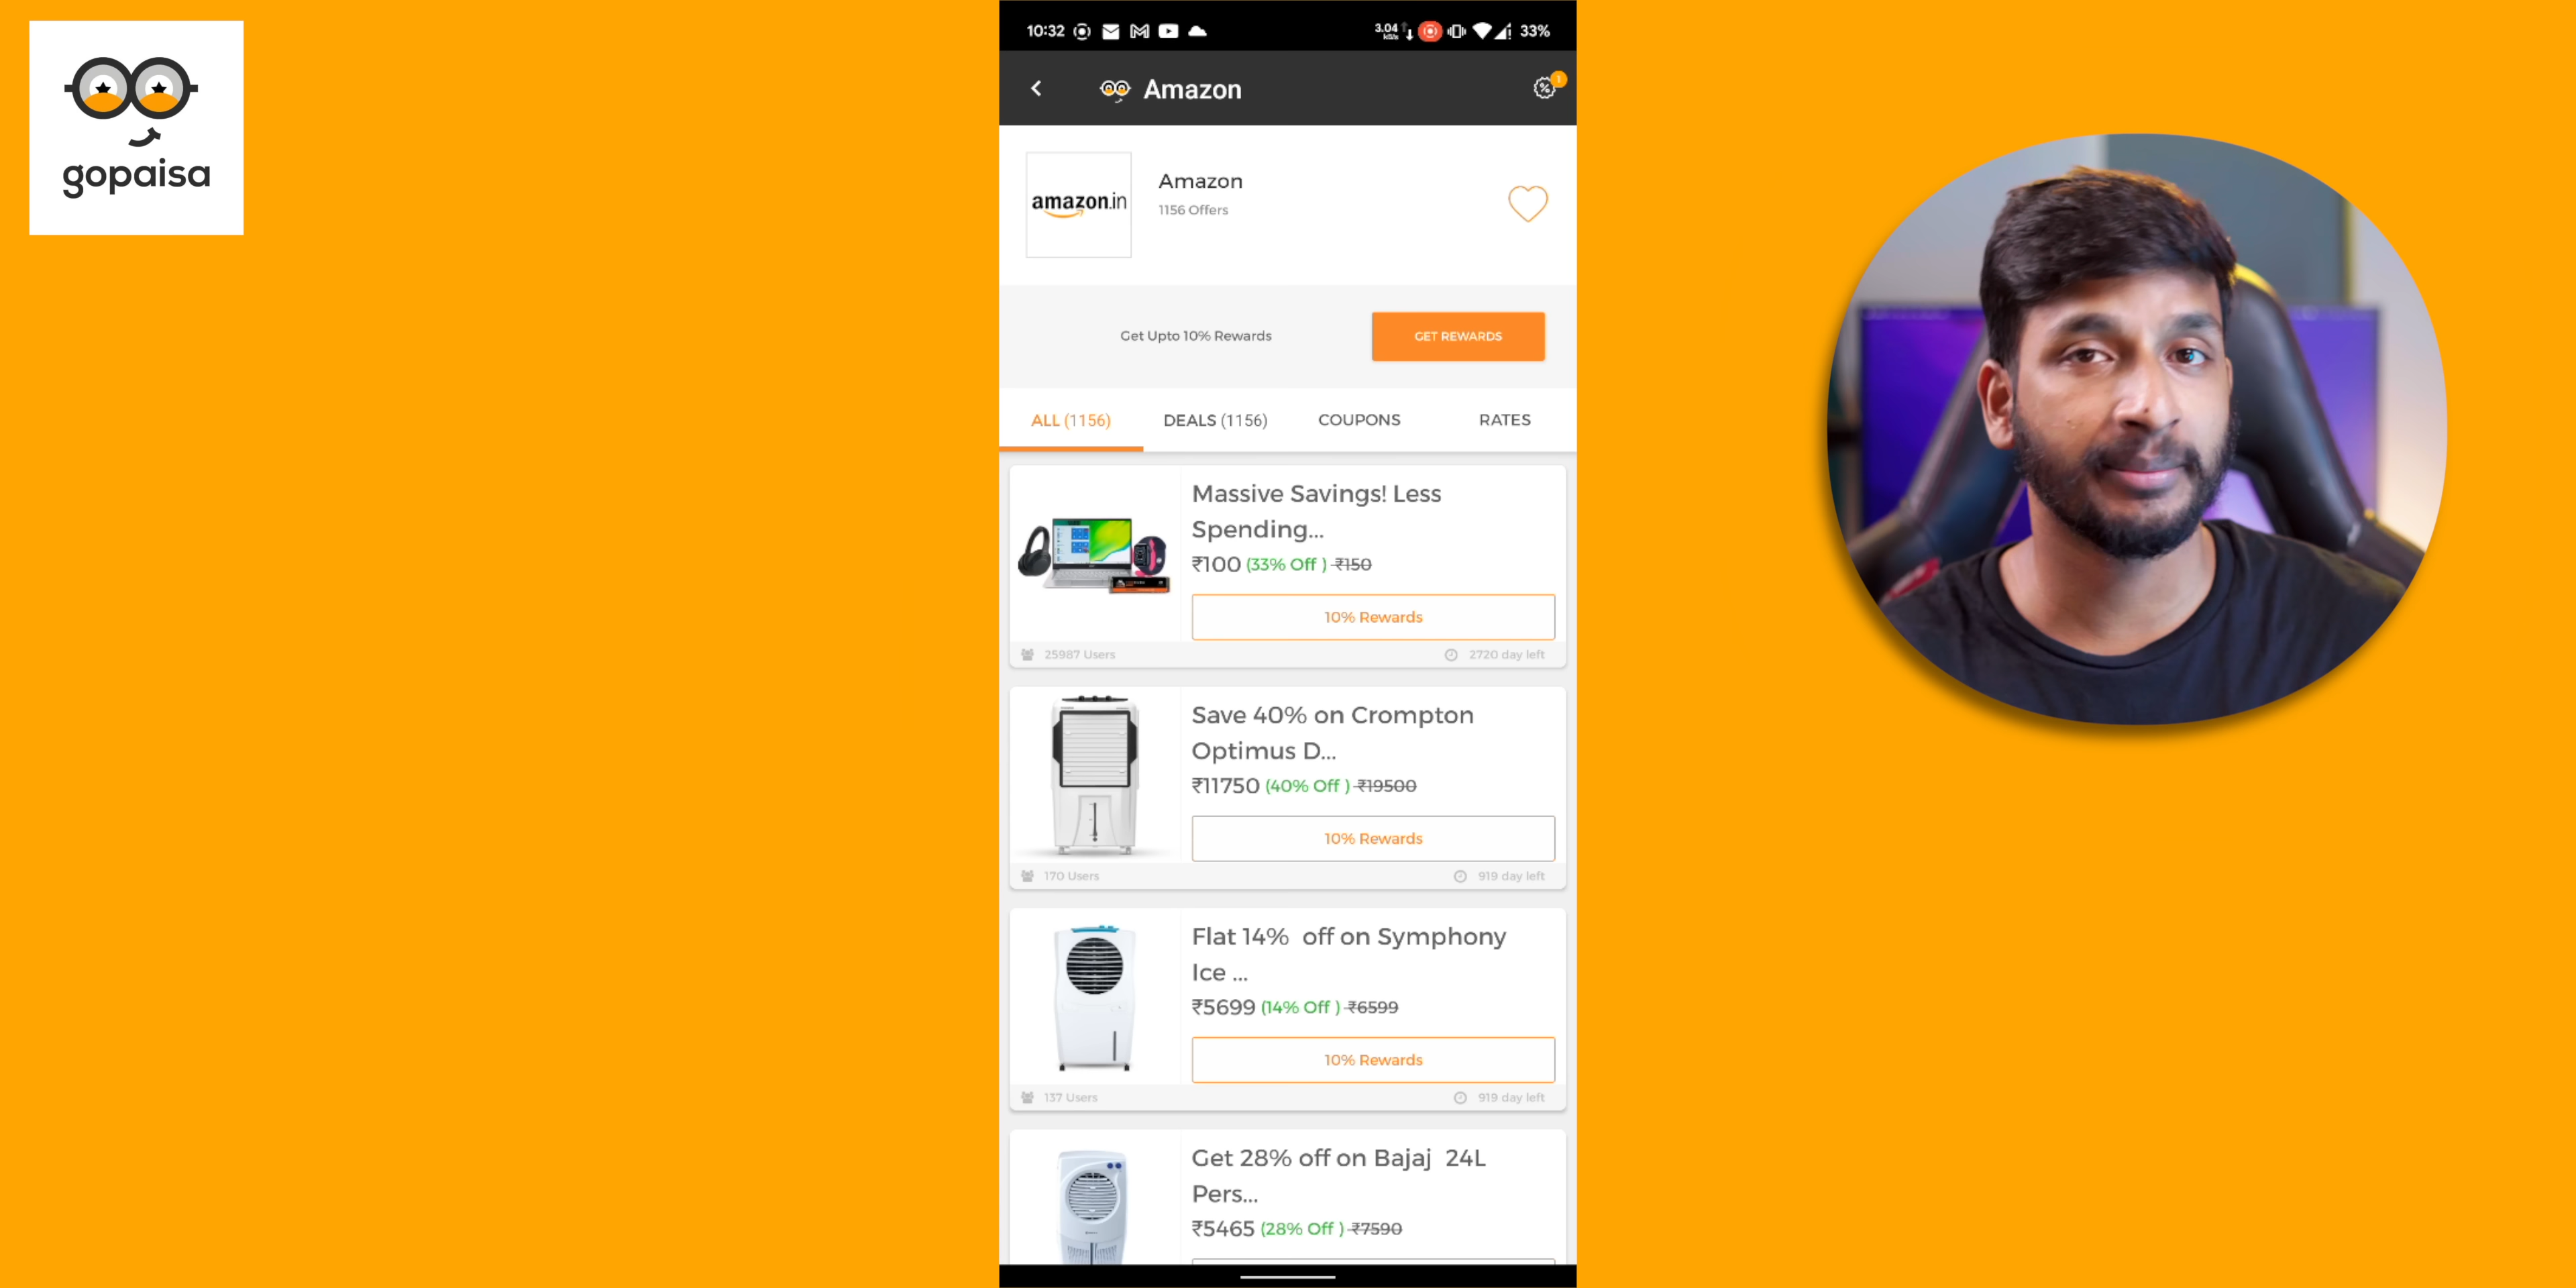 gopaisa
10:32
3.04
33%
Amazon
1
amazon.in
Amazon
1156 Offers
Get Upto 10% Rewards
GET REWARDS
ALL (1156) DEALS (1156) COUPONS RATES
Massive Savings! Less
Spending...
₹100 (33% Off ) ₹150
10% Rewards
25987 Users
2720 day left
Save 40% on Crompton
Optimus D...
₹11750 (40% Off ) ₹19500
10% Rewards
170 Users
919 day left
Flat 14% off on Symphony
Ice ...
₹5699 (14% Off ) ₹6599
10% Rewards
137 Users
919 day left
Get 28% off on Bajaj 24L
Pers...
₹5465 (28% Off ) ₹7590